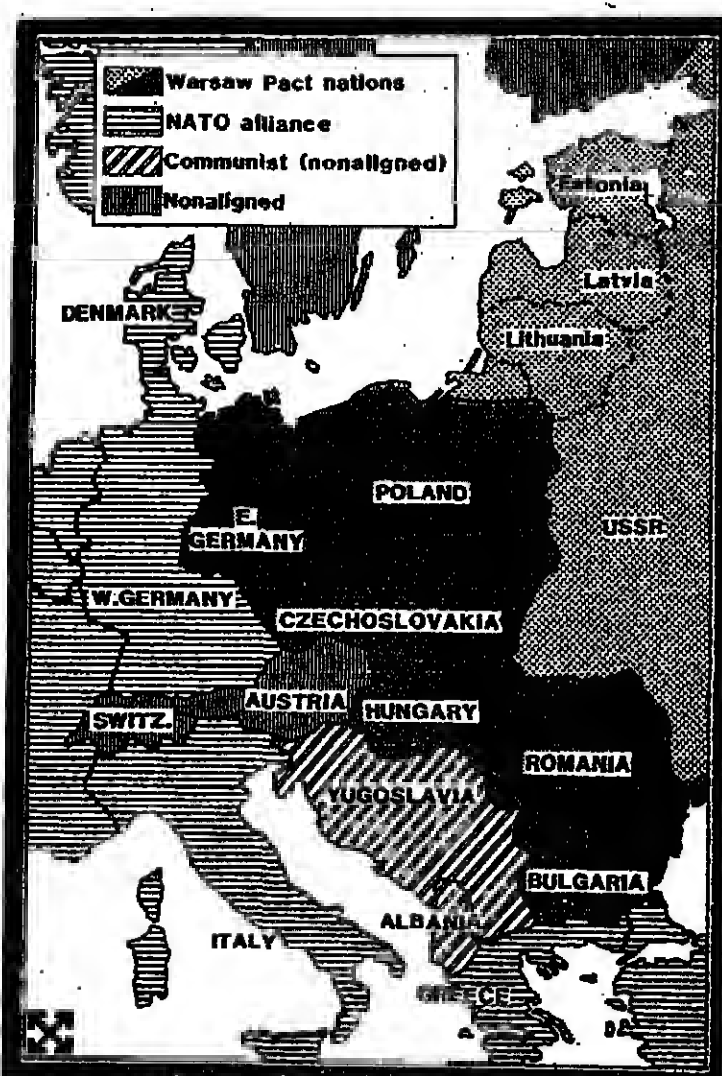 Warsaw Pact nations
NATO alliance
Communist (nonaligned)
Nonaligned
Estonia
Latvia
DENMARK
Lithuania
POLAND
E.
GERMANY
USSR
W.GERMANY
CZECHOSLOVAKIA
AUSTRIA
SWITZ.
HUNGARY
ROMANIA
YUGOSLAVIA
BULGARIA
ALBANIA
ITALY
GREECE